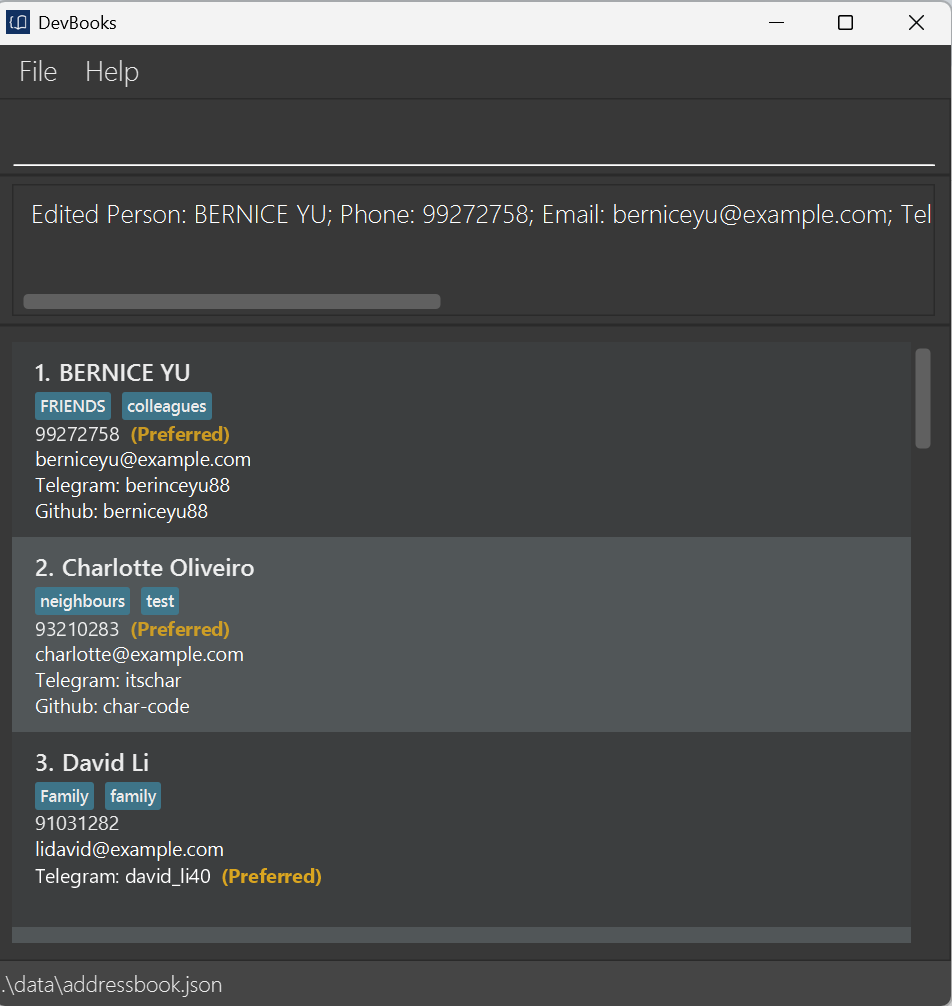 DevBooks
File Help
Edited Person: BERNICE YU; Phone: 99272758; Email: berniceyu@example.com; Tel
1. BERNICE YU
FRIENDS colleagues
99272758 (Preferred)
berniceyu@example.com
Telegram: berinceyu88
Github: berniceyu88
2. Charlotte Oliveiro
neighbours test
93210283 (Preferred)
charlotte@example.com
Telegram: itschar
Github: char-code
3. David Li
Family family
91031282
lidavid@example.com
Telegram: david_li40 (Preferred)
.\data\addressbook.json